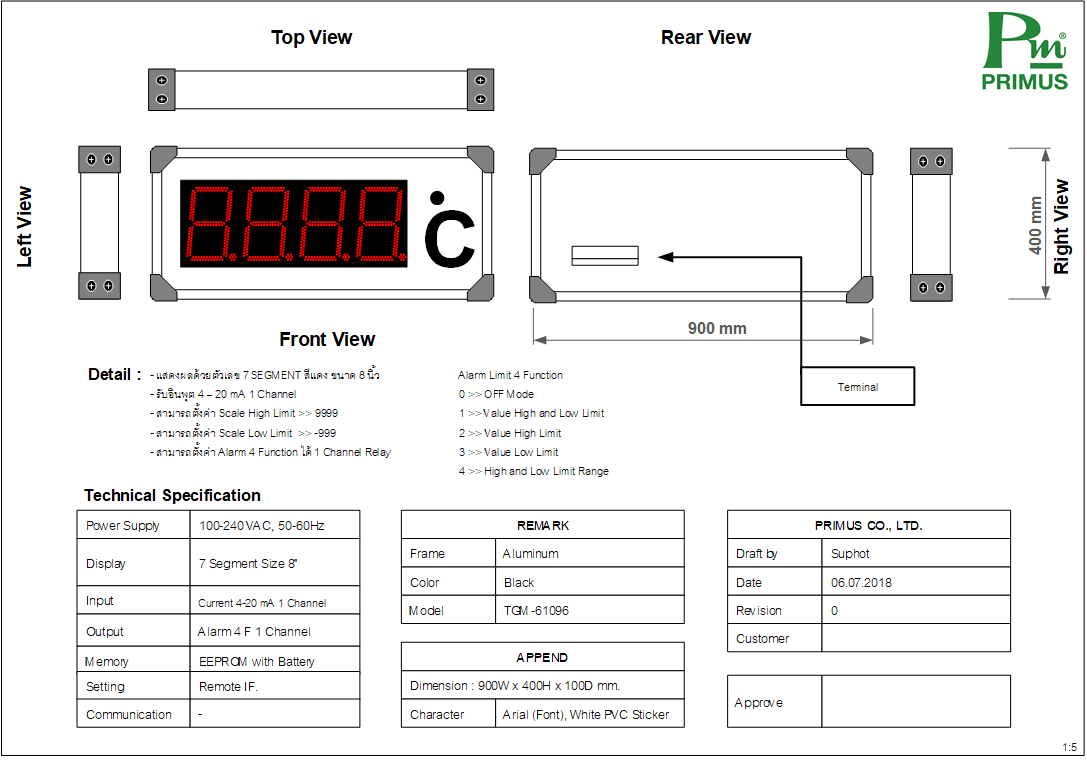 Top View
Rear View
Pm®
PRIMUS
Left View
8.8.8.8.
°C
400 mm
Right View
900 mm
Front View
Terminal
Detail :
- แสดงผลด้วยตัวเลข 7 SEGMENT สีแดง ขนาด 8 นิ้ว
- รับอินพุต 4 – 20 mA 1 Channel
- สามารถตั้งค่า Scale High Limit >> 9999
- สามารถตั้งค่า Scale Low Limit >> -999
- สามารถตั้งค่า Alarm 4 Function ได้ 1 Channel Relay
Alarm Limit 4 Function
0 >> OFF Mode
1 >> Value High and Low Limit
2 >> Value High Limit
3 >> Value Low Limit
4 >> High and Low Limit Range
Technical Specification
Power Supply 100-240 VAC, 50-60Hz
Display 7 Segment Size 8"
Input Current 4-20 mA 1 Channel
Output Alarm 4 F 1 Channel
Memory EEPROM with Battery
Setting Remote IF.
Communication -
REMARK
Frame Aluminum
Color Black
Model TGM-61096
APPEND
Dimension : 900W x 400H x 100D mm.
Character Arial (Font), White PVC Sticker
PRIMUS CO., LTD.
Draft by Suphot
Date 06.07.2018
Revision 0
Customer
Approve
1:5